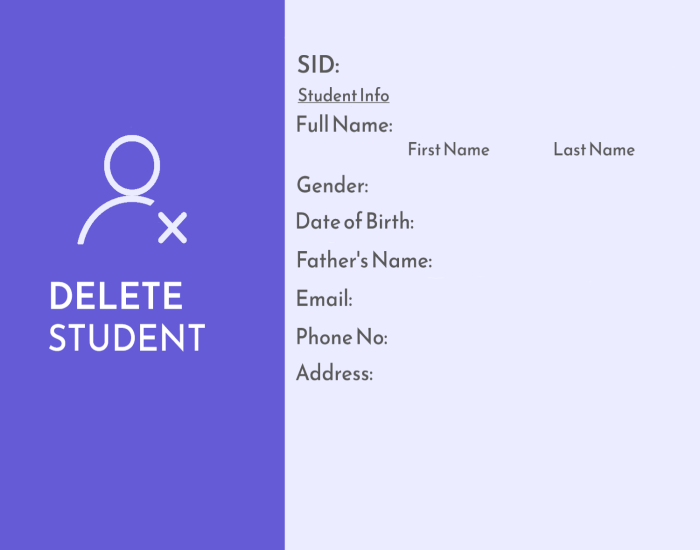 DELETE
STUDENT
SID:
Student Info
Full Name:
First Name Last Name
Gender:
Date of Birth:
Father's Name:
Email:
Phone No:
Address: